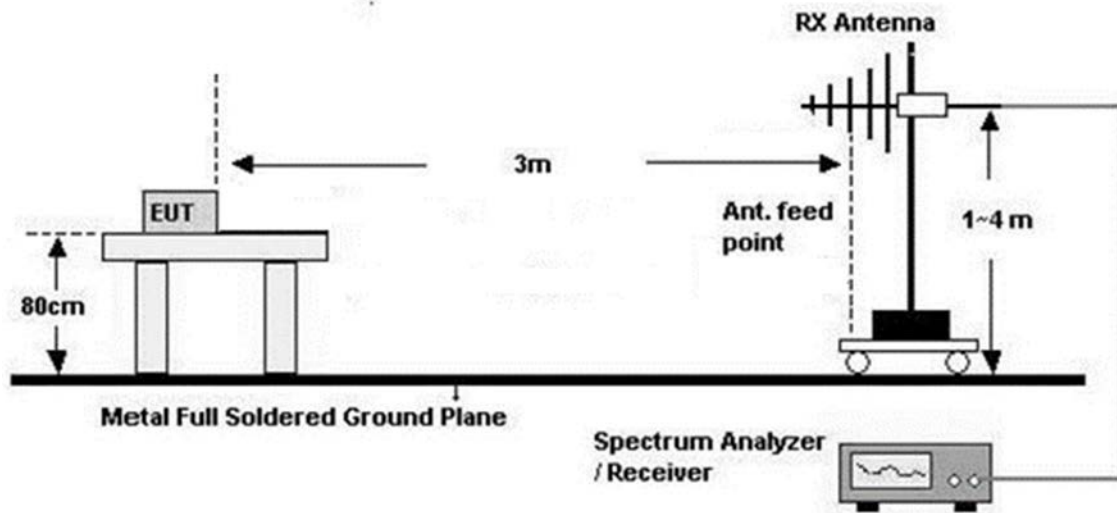 RX Antenna
3m
EUT
Ant. feed
point
1~4 m
80cm
Metal Full Soldered Ground Plane
Spectrum Analyzer
/ Receiver